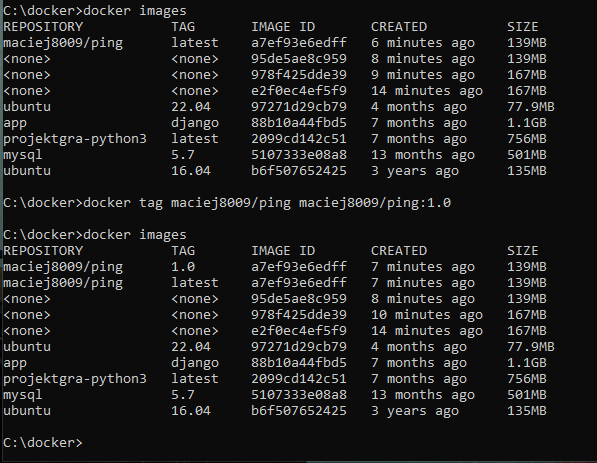 C:\docker>docker images
REPOSITORY TAG IMAGE ID CREATED SIZE
maciej8009/ping latest a7ef93e6edff 6 minutes ago 139MB
<none> <none> 95de5ae8c959 8 minutes ago 139MB
<none> <none> 978f425dde39 9 minutes ago 167MB
<none> <none> e2f0ec4ef5f9 14 minutes ago 167MB
ubuntu 22.04 97271d29cb79 4 months ago 77.9MB
app django 88b10a44fbd5 7 months ago 1.1GB
projektgra-python3 latest 2099cd142c51 7 months ago 756MB
mysql 5.7 5107333e08a8 13 months ago 501MB
ubuntu 16.04 b6f507652425 3 years ago 135MB
C:\docker>docker tag maciej8009/ping maciej8009/ping:1.0
C:\docker>docker images
REPOSITORY TAG IMAGE ID CREATED SIZE
maciej8009/ping 1.0 a7ef93e6edff 7 minutes ago 139MB
maciej8009/ping latest a7ef93e6edff 7 minutes ago 139MB
<none> <none> 95de5ae8c959 8 minutes ago 139MB
<none> <none> 978f425dde39 10 minutes ago 167MB
<none> <none> e2f0ec4ef5f9 14 minutes ago 167MB
ubuntu 22.04 97271d29cb79 4 months ago 77.9MB
app django 88b10a44fbd5 7 months ago 1.1GB
projektgra-python3 latest 2099cd142c51 7 months ago 756MB
mysql 5.7 5107333e08a8 13 months ago 501MB
ubuntu 16.04 b6f507652425 3 years ago 135MB
C:\docker>